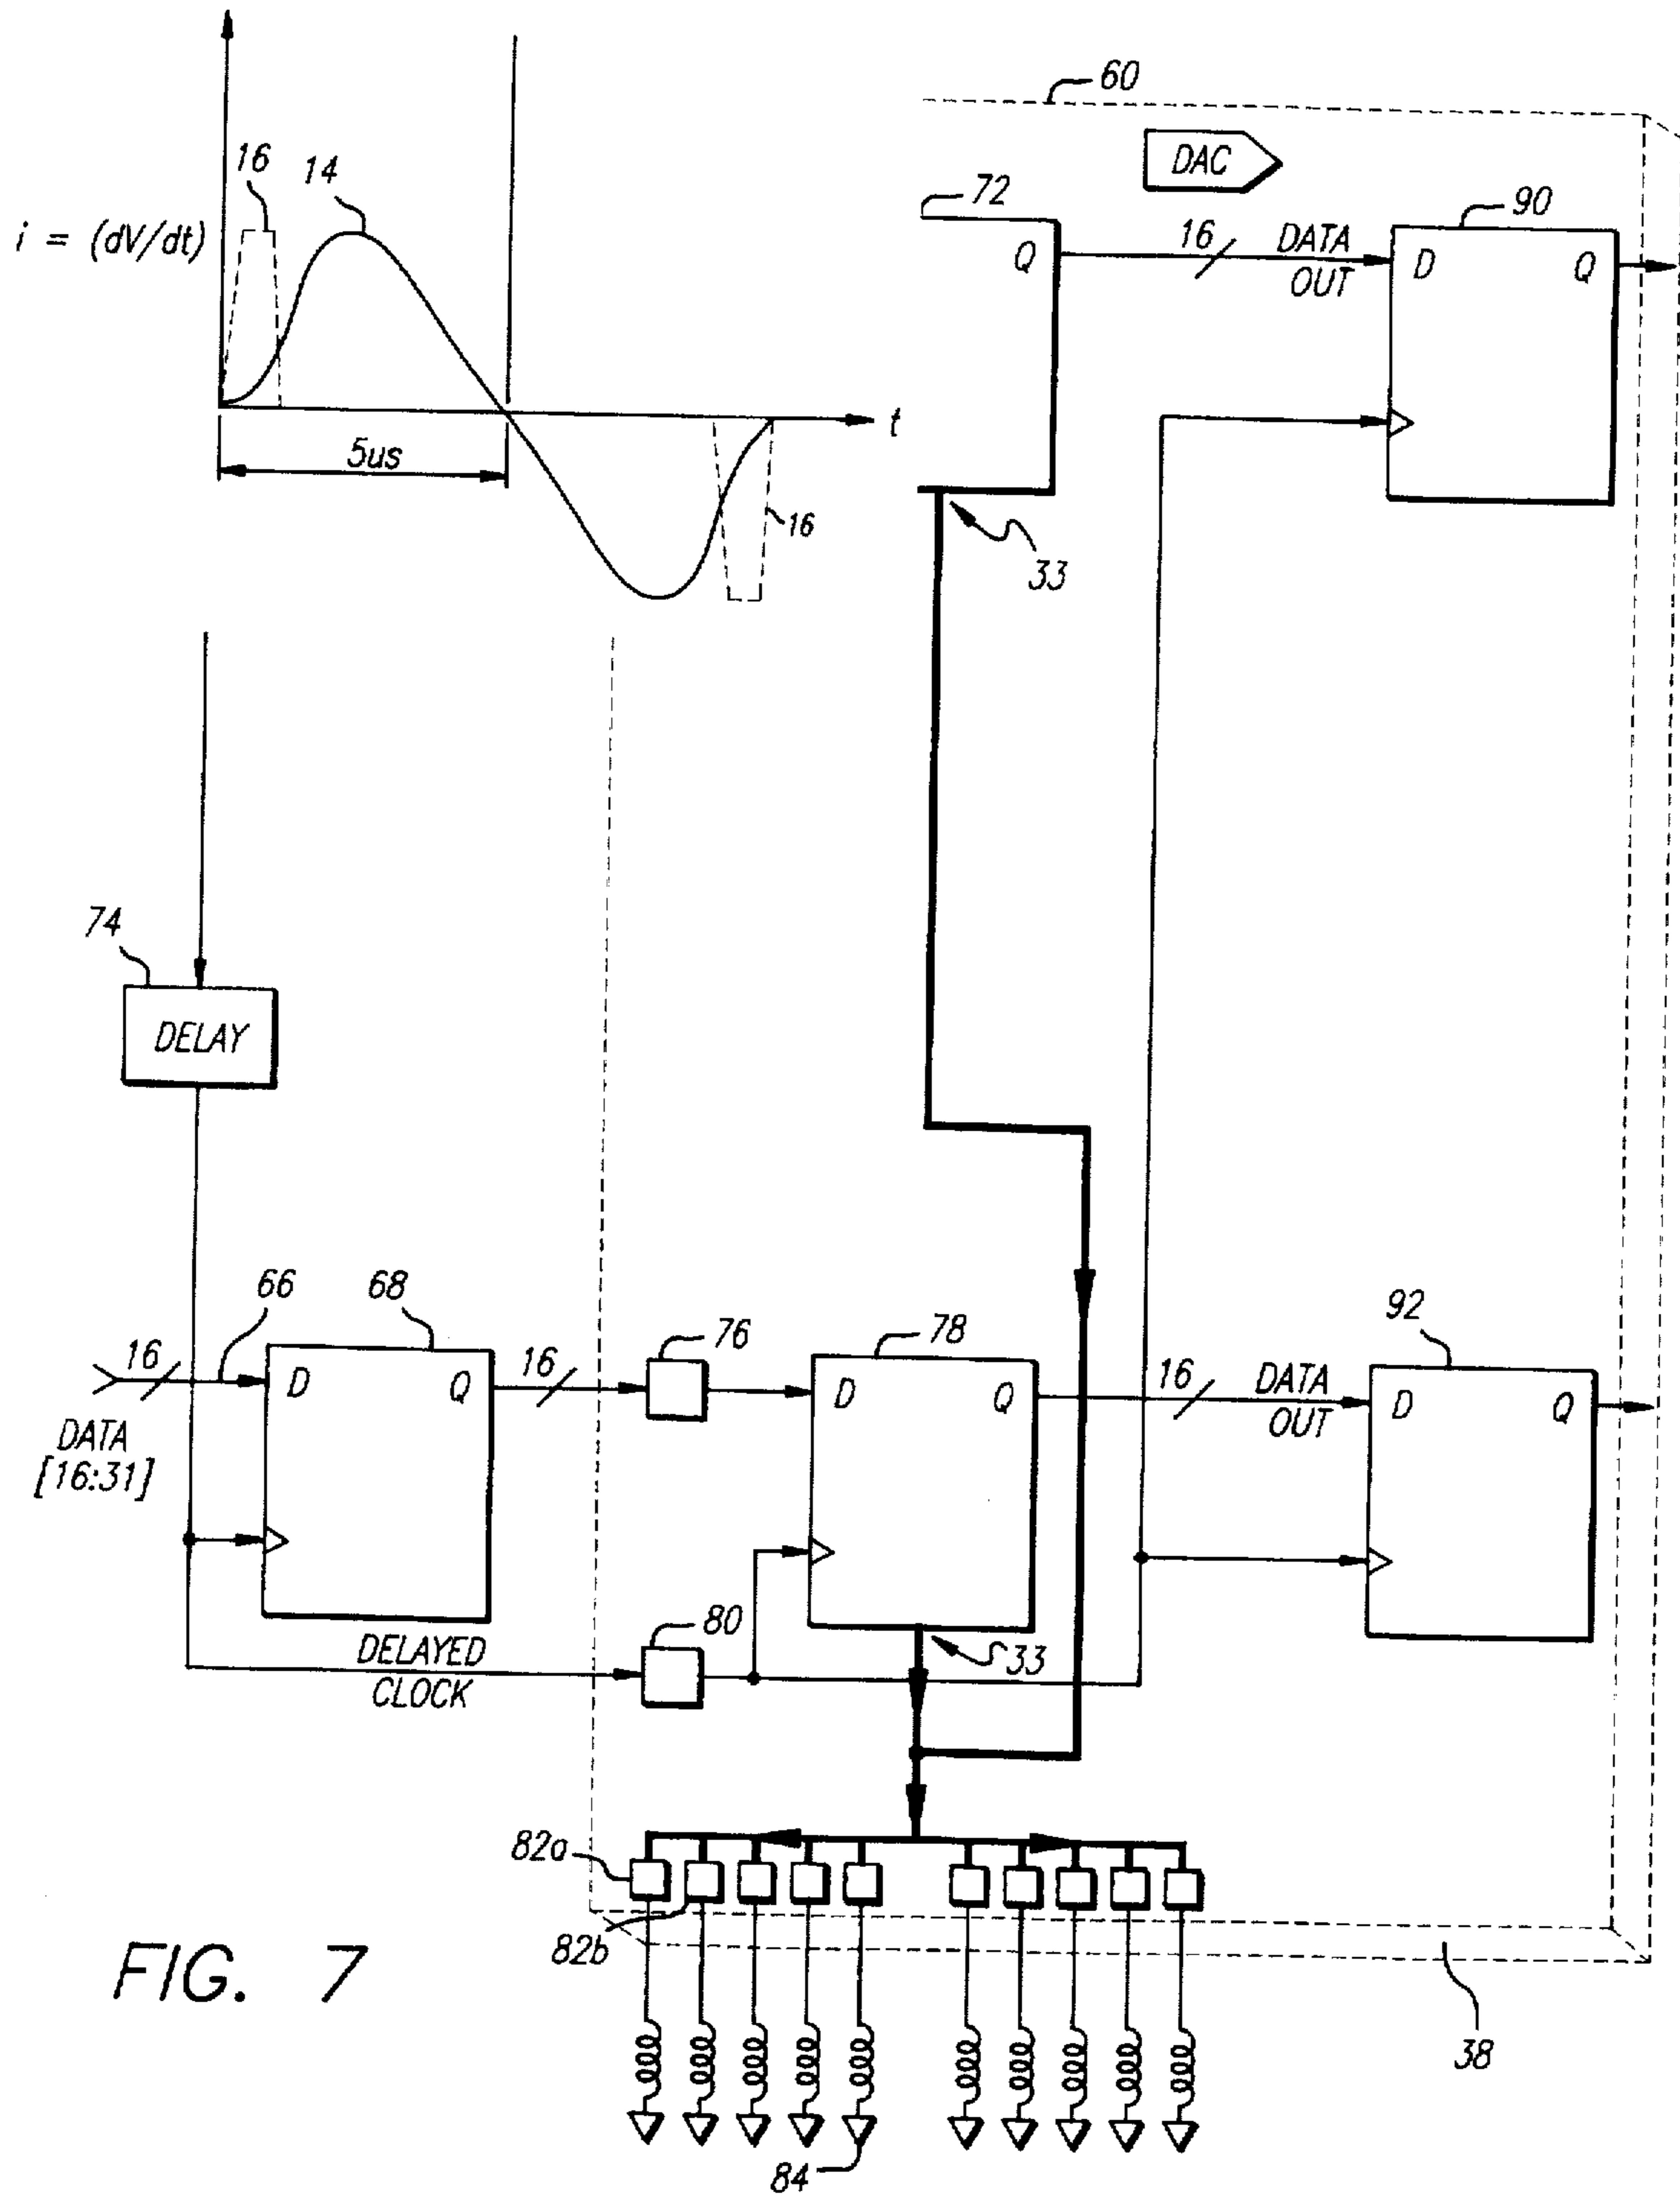 60
DAC
16
14
72
90
i = (dV/dt)
Q
16
DATA
OUT
D
Q
t
5us
16
33
74
DELAY
66
68
76
78
92
16
D
Q
16
D
Q
16
DATA
OUT
D
Q
DATA
[16:31]
80
33
DELAYED
CLOCK
82a
82b
FIG. 7
38
84